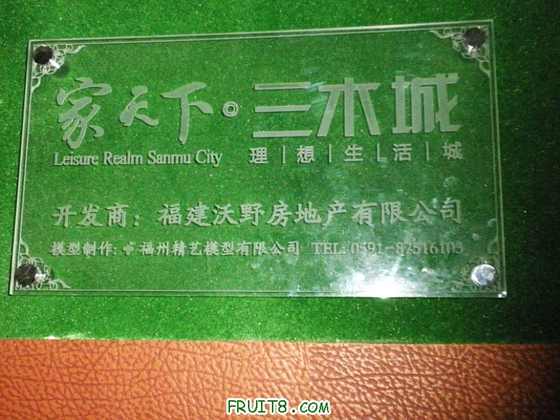 家天下·三木城
Leisure Realm Sanmu City 理|想|生|活|城
开发商：福建沃野房地产有限公司
模型制作：福州精艺模型有限公司 TEL:0591-87516103
FRUIT8.COM